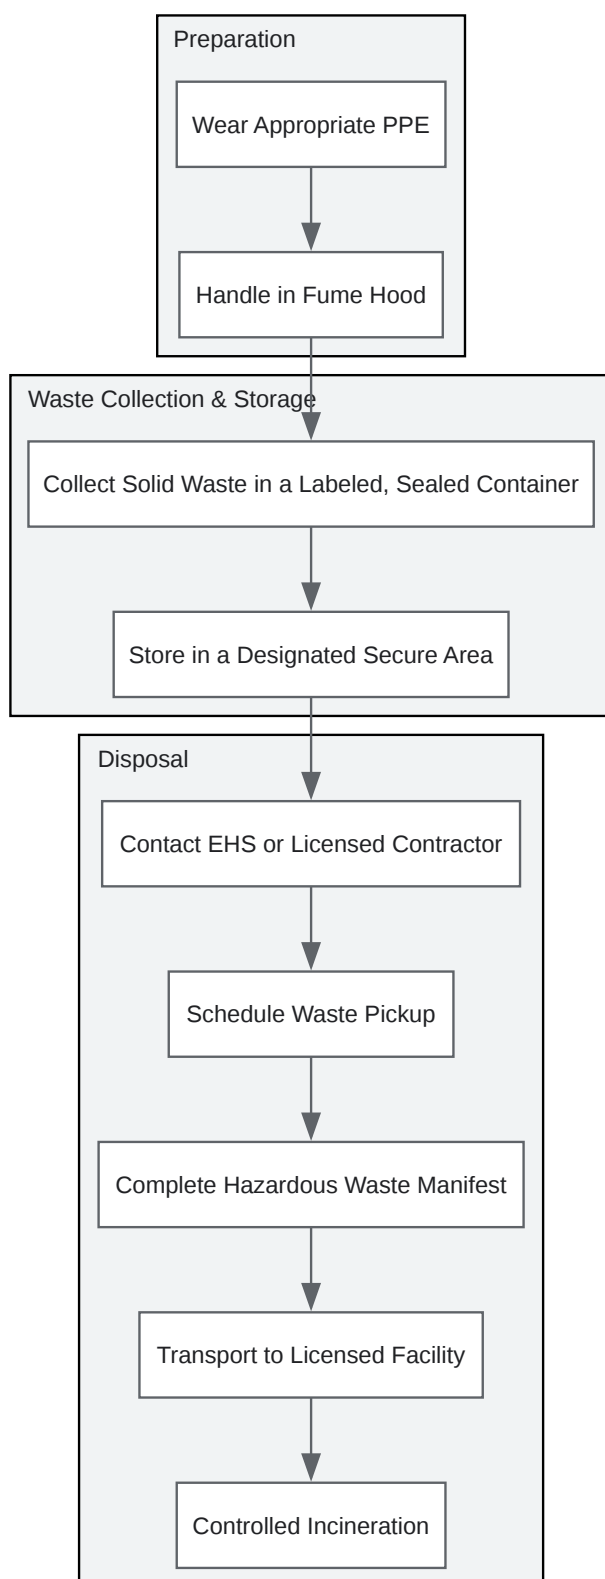 Preparation
Wear Appropriate PPE
Handle in Fume Hood
Waste Collection & Storage
Collect Solid Waste in a Labeled, Sealed Container
Store in a Designated Secure Area
Disposal
Contact EHS or Licensed Contractor
Schedule Waste Pickup
Complete Hazardous Waste Manifest
Transport to Licensed Facility
Controlled Incineration